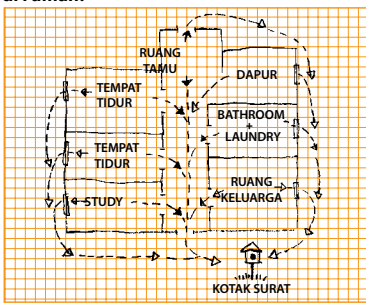 RUANG
TAMU
TEMPAT
TIDUR
DAPUR
BATHROOM
+
LAUNDRY
TEMPAT
TIDUR
STUDY
RUANG
KELUARGA
KOTAK SURAT